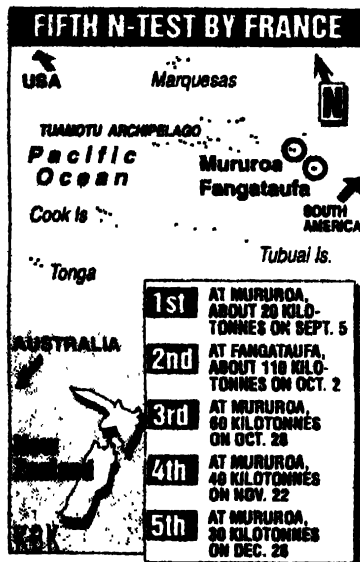 FIFTH N-TEST BY FRANCE
USA
Marquesas
N
TUAMOTU ARCHIPELAGO
Pacific
Ocean
Mururoa
Fangataufa
SOUTH
AMERICA
Cook Is
Tubuai Is.
Tonga
AUSTRALIA
New
Zealand
1st AT MURUROA,
ABOUT 20 KILO-
TONNES ON SEPT. 5
2nd AT FANGATAUFA,
ABOUT 110 KILO-
TONNES ON OCT. 2
3rd AT MURUROA,
60 KILOTONNES
ON OCT. 28
4th AT MURUROA,
40 KILOTONNES
ON NOV. 22
5th AT MURUROA,
30 KILOTONNES
ON DEC. 28